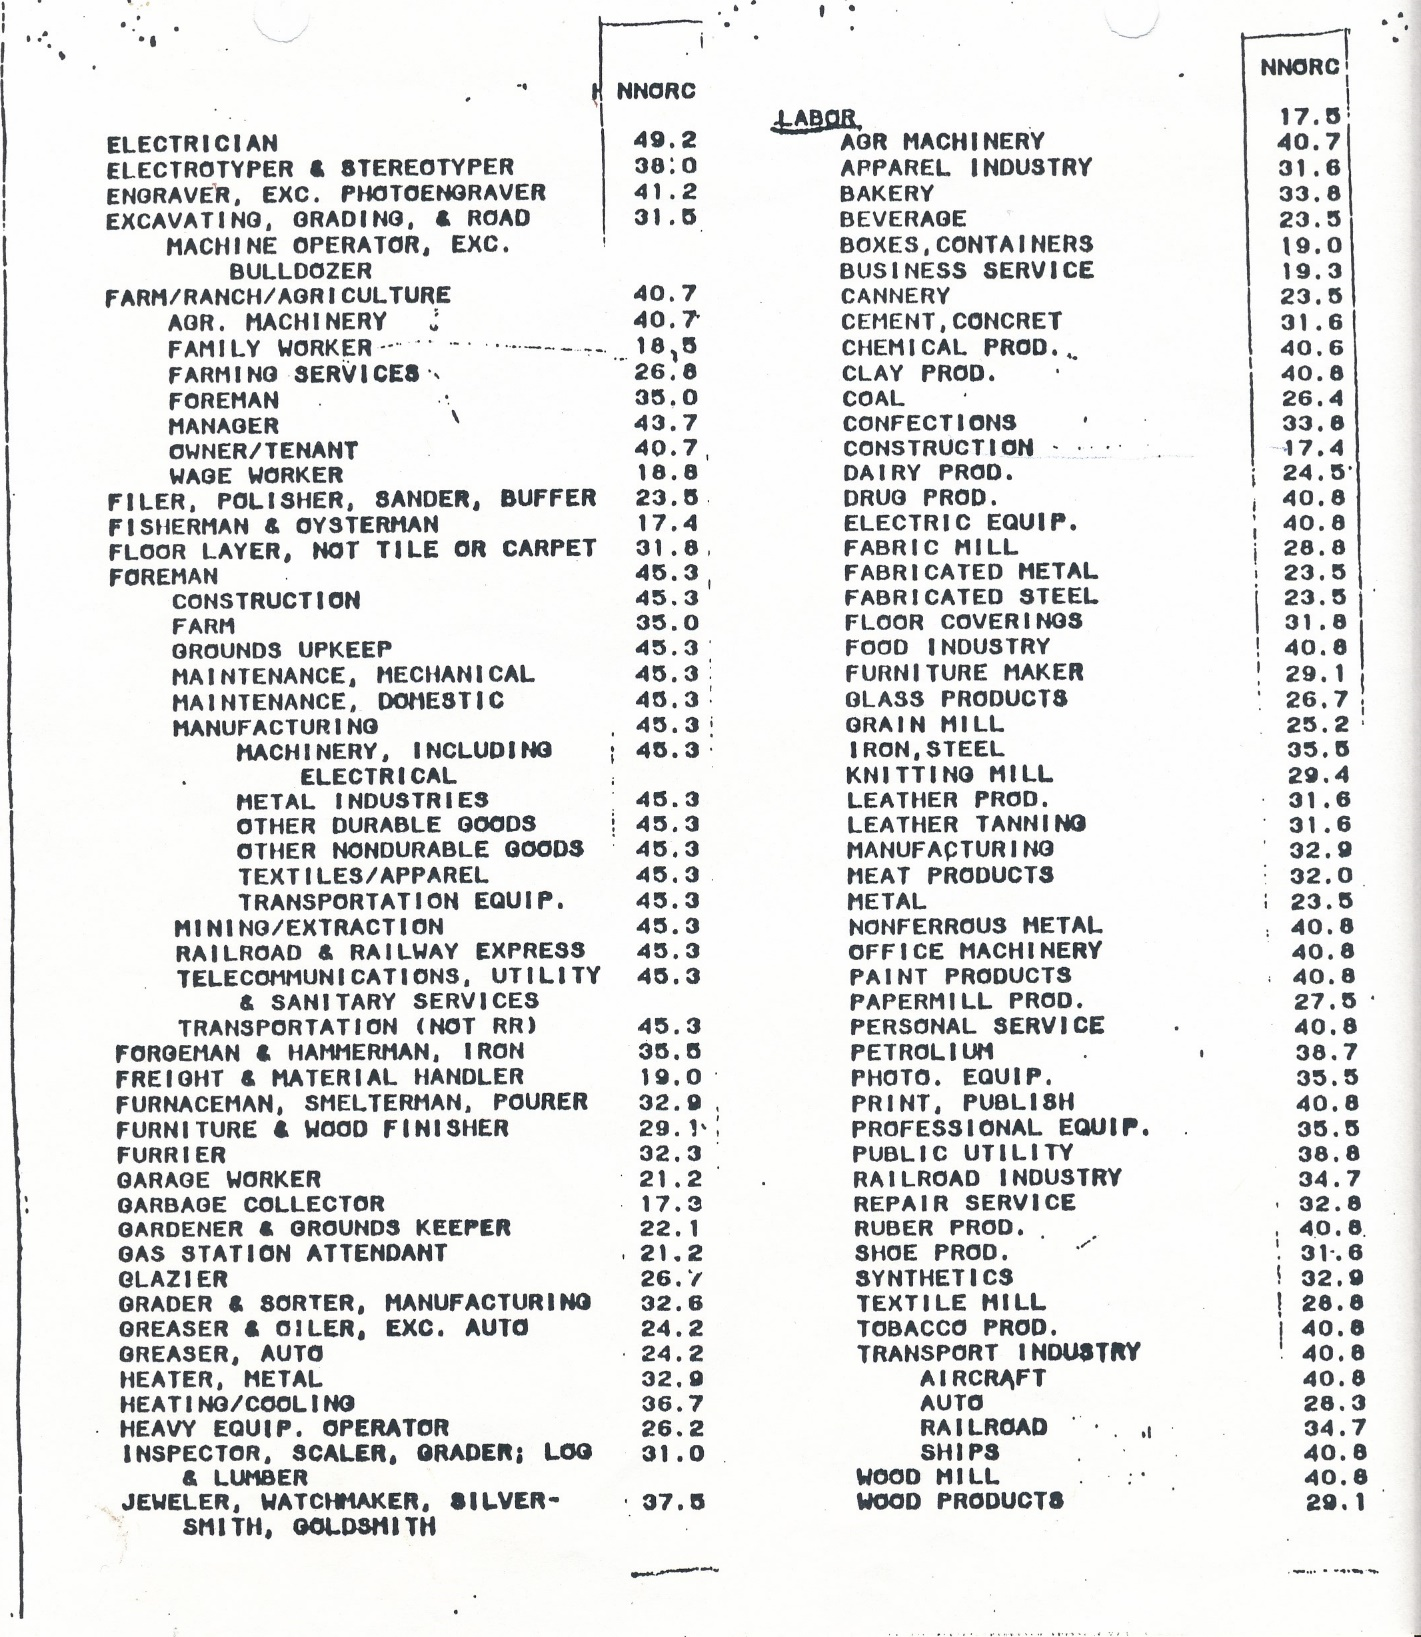 NNORC
ELECTRICIAN 49.2
ELECTROTYPER & STEREOTYPER 38.0
ENGRAVER, EXC. PHOTOENGRAVER 41.2
EXCAVATING, GRADING, & ROAD 31.5
MACHINE OPERATOR, EXC.
BULLDOZER
FARM/RANCH/AGRICULTURE 40.7
AGR. MACHINERY 40.7
FAMILY WORKER 18.5
FARMING SERVICES 26.8
FOREMAN 35.0
MANAGER 43.7
OWNER/TENANT 40.7
WAGE WORKER 18.8
FILER, POLISHER, SANDER, BUFFER 23.5
FISHERMAN & OYSTERMAN 17.4
FLOOR LAYER, NOT TILE OR CARPET 31.8
FOREMAN 45.3
CONSTRUCTION 45.3
FARM 35.0
GROUNDS UPKEEP 45.3
MAINTENANCE, MECHANICAL 45.3
MAINTENANCE, DOMESTIC 45.3
MANUFACTURING 45.3
MACHINERY, INCLUDING 45.3
ELECTRICAL
METAL INDUSTRIES 45.3
OTHER DURABLE GOODS 45.3
OTHER NONDURABLE GOODS 45.3
TEXTILES/APPAREL 45.3
TRANSPORTATION EQUIP. 45.3
MINING/EXTRACTION 45.3
RAILROAD & RAILWAY EXPRESS 45.3
TELECOMMUNICATIONS, UTILITY 45.3
& SANITARY SERVICES
TRANSPORTATION (NOT RR) 45.3
FORGEMAN & HAMMERMAN, IRON 35.5
FREIGHT & MATERIAL HANDLER 19.0
FURNACEMAN, SMELTERMAN, POURER 32.9
FURNITURE & WOOD FINISHER 29.1
FURRIER 32.3
GARAGE WORKER 21.2
GARBAGE COLLECTOR 17.3
GARDENER & GROUNDS KEEPER 22.1
GAS STATION ATTENDANT 21.2
GLAZIER 26.7
GRADER & SORTER, MANUFACTURING 32.6
GREASER & OILER, EXC. AUTO 24.2
GREASER, AUTO 24.2
HEATER, METAL 32.9
HEATING/COOLING 36.7
HEAVY EQUIP. OPERATOR 26.2
INSPECTOR, SCALER, GRADER; LOG 31.0
& LUMBER
JEWELER, WATCHMAKER, SILVER- 37.5
SMITH, GOLDSMITH
NNORC
LABOR 17.5
AGR MACHINERY 40.7
APPAREL INDUSTRY 31.6
BAKERY 33.8
BEVERAGE 23.5
BOXES,CONTAINERS 19.0
BUSINESS SERVICE 19.3
CANNERY 23.5
CEMENT,CONCRET 31.6
CHEMICAL PROD. 40.6
CLAY PROD. 40.8
COAL 26.4
CONFECTIONS 33.8
CONSTRUCTION 17.4
DAIRY PROD. 24.5
DRUG PROD. 40.8
ELECTRIC EQUIP. 40.8
FABRIC MILL 28.8
FABRICATED METAL 23.5
FABRICATED STEEL 23.5
FLOOR COVERINGS 31.8
FOOD INDUSTRY 40.8
FURNITURE MAKER 29.1
GLASS PRODUCTS 26.7
GRAIN MILL 25.2
IRON,STEEL 35.5
KNITTING MILL 29.4
LEATHER PROD. 31.6
LEATHER TANNING 31.6
MANUFACTURING 32.9
MEAT PRODUCTS 32.0
METAL 23.5
NONFERROUS METAL 40.8
OFFICE MACHINERY 40.8
PAINT PRODUCTS 40.8
PAPERMILL PROD. 27.5
PERSONAL SERVICE 40.8
PETROLIUM 38.7
PHOTO. EQUIP. 35.5
PRINT, PUBLISH 40.8
PROFESSIONAL EQUIP. 35.5
PUBLIC UTILITY 38.8
RAILROAD INDUSTRY 34.7
REPAIR SERVICE 32.8
RUBER PROD. 40.8
SHOE PROD. 31.6
SYNTHETICS 32.9
TEXTILE MILL 28.8
TOBACCO PROD. 40.8
TRANSPORT INDUSTRY 40.8
AIRCRAFT 40.8
AUTO 28.3
RAILROAD 34.7
SHIPS 40.8
WOOD MILL 40.8
WOOD PRODUCTS 29.1